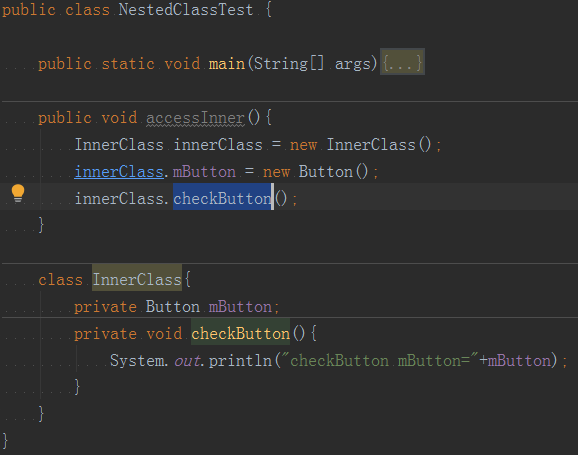 public class NestedClassTest {
public static void main(String[] args){...}
public void accessInner(){
InnerClass innerClass = new InnerClass();
innerClass.mButton = new Button();
innerClass.checkButton();
}
class InnerClass{
private Button mButton;
private void checkButton(){
System.out.println("checkButton mButton="+mButton);
}
}
}